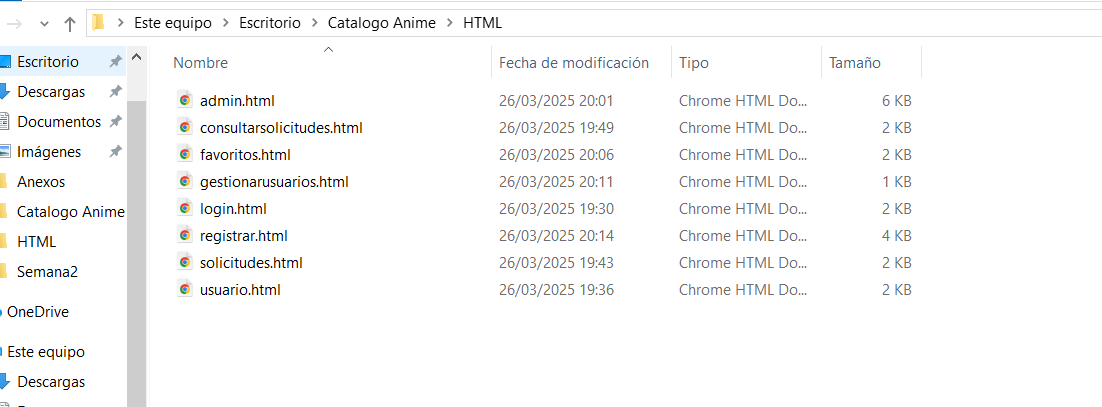 Este equipo > Escritorio > Catalogo Anime > HTML
Escritorio
Descargas
Documentos
Imágenes
Anexos
Catalogo Anime
HTML
Semana2
OneDrive
Este equipo
Descargas
Nombre Fecha de modificación Tipo Tamaño
admin.html 26/03/2025 20:01 Chrome HTML Do... 6 KB
consultarsolicitudes.html 26/03/2025 19:49 Chrome HTML Do... 2 KB
favoritos.html 26/03/2025 20:06 Chrome HTML Do... 2 KB
gestionarusuarios.html 26/03/2025 20:11 Chrome HTML Do... 1 KB
login.html 26/03/2025 19:30 Chrome HTML Do... 2 KB
registrar.html 26/03/2025 20:14 Chrome HTML Do... 4 KB
solicitudes.html 26/03/2025 19:43 Chrome HTML Do... 2 KB
usuario.html 26/03/2025 19:36 Chrome HTML Do... 2 KB